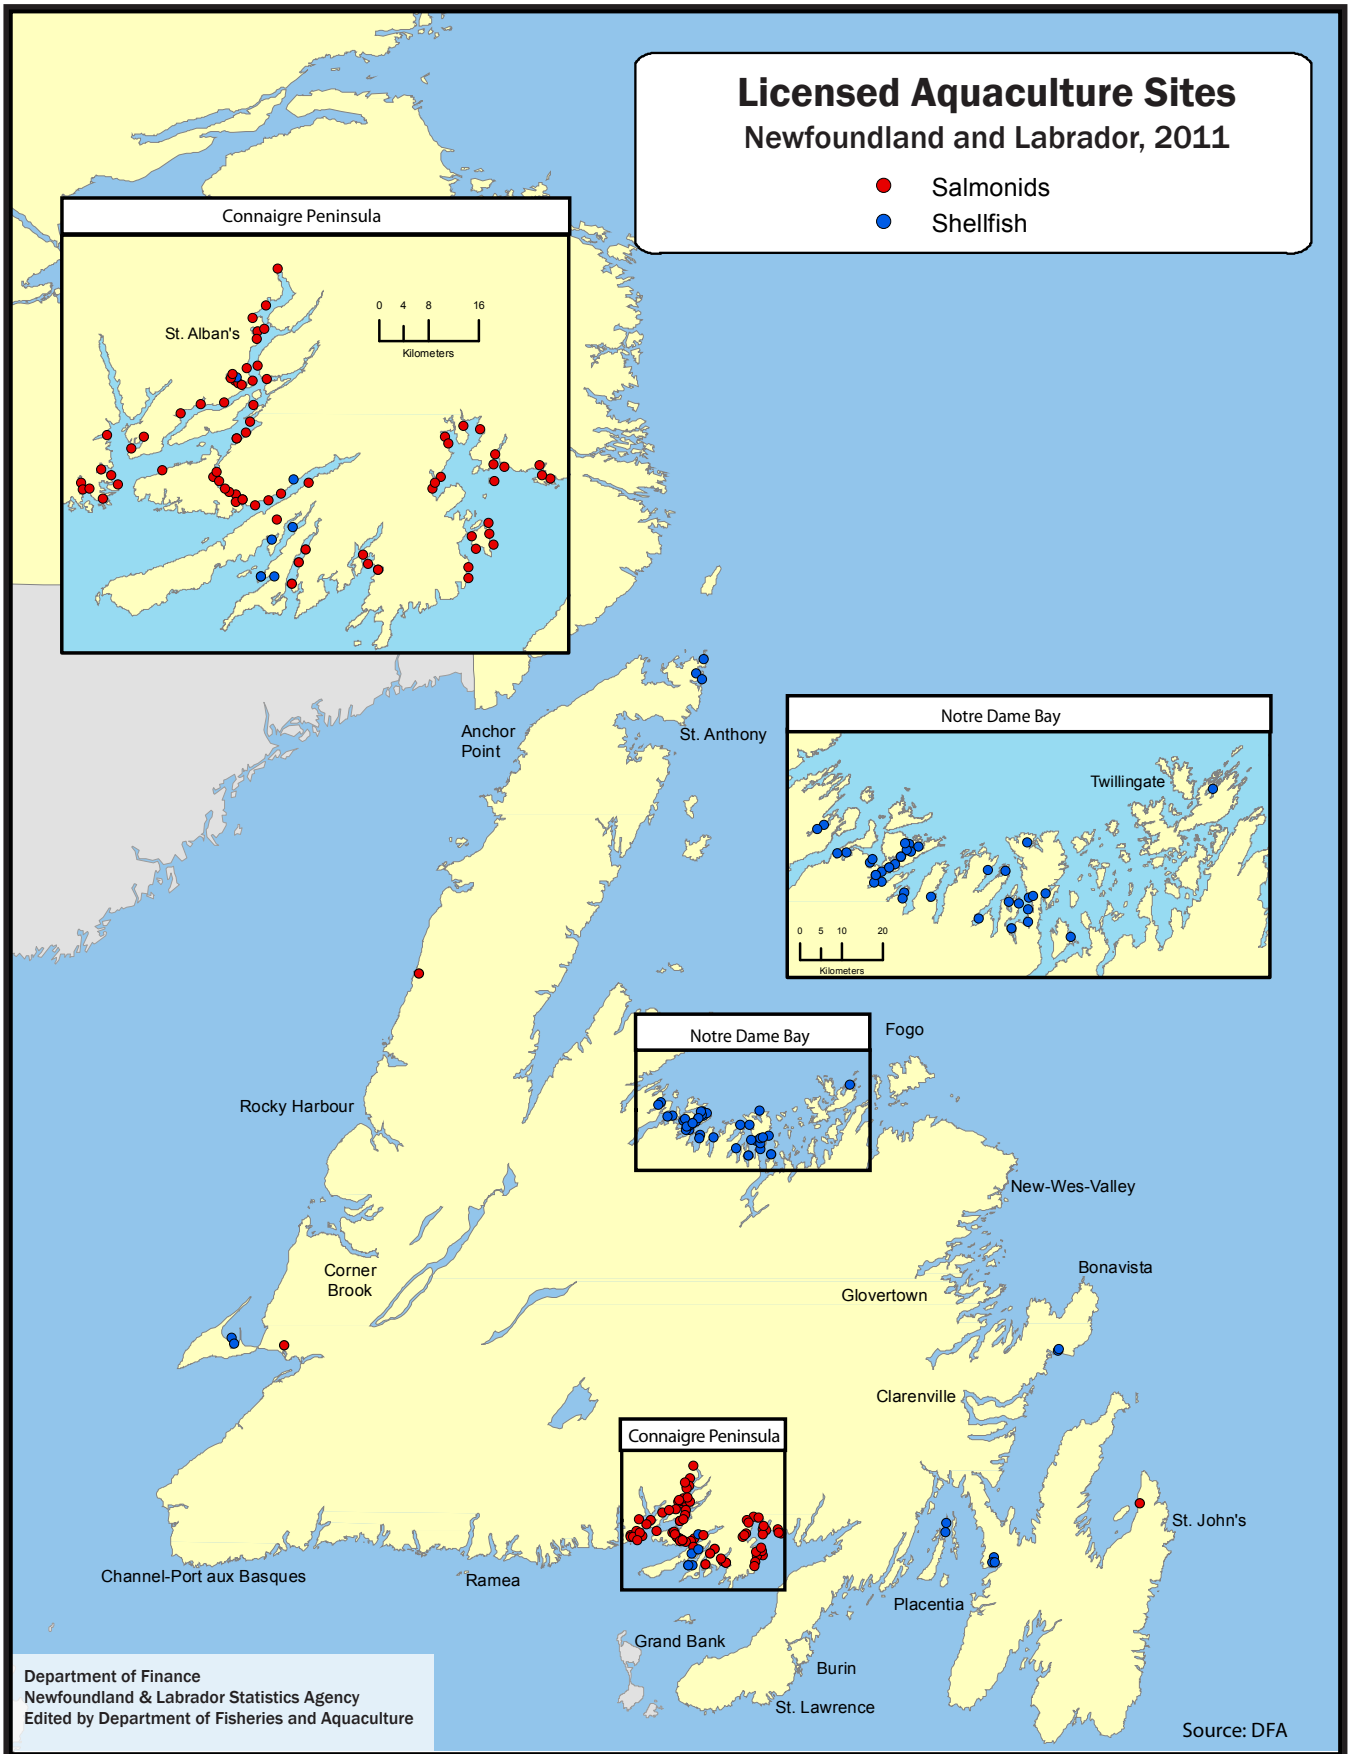 Licensed Aquaculture Sites
Newfoundland and Labrador, 2011
Salmonids
Shellfish
Connaigre Peninsula
St. Alban's
0 4 8 16
Kilometers
Anchor
Point
St. Anthony
Notre Dame Bay
Twillingate
0 5 10 20
Kilometers
Notre Dame Bay
Fogo
Rocky Harbour
New-Wes-Valley
Corner
Brook
Bonavista
Glovertown
Clarenville
Connaigre Peninsula
St. John's
Channel-Port aux Basques
Ramea
Placentia
Grand Bank
Burin
St. Lawrence
Department of Finance
Newfoundland & Labrador Statistics Agency
Edited by Department of Fisheries and Aquaculture
Source: DFA